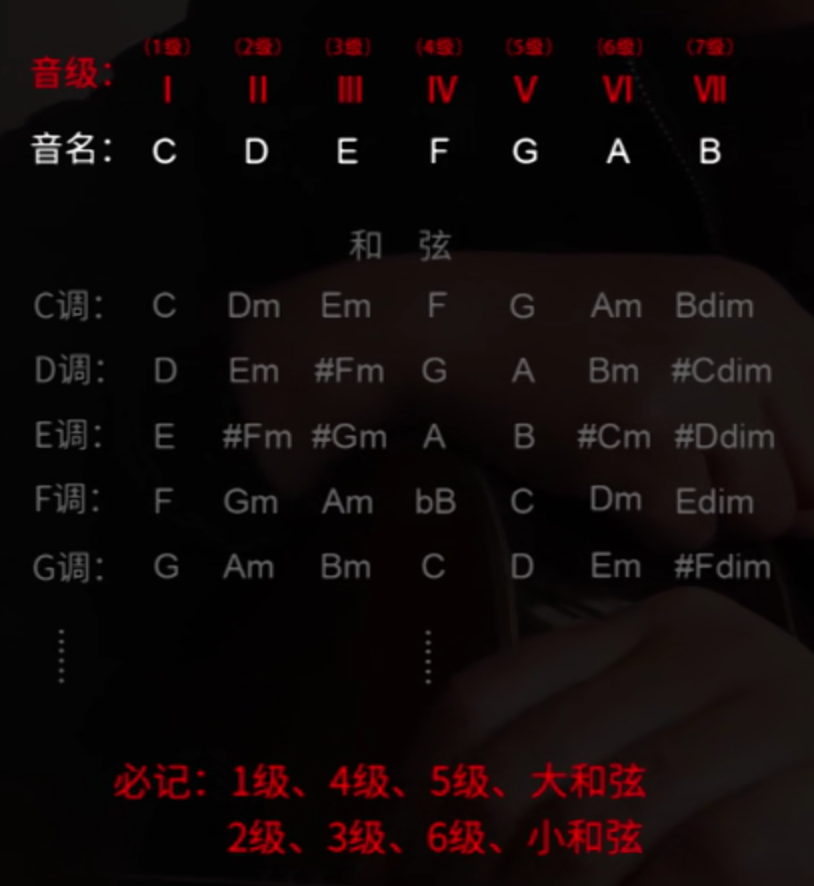 (1级) (2级) (3级) (4级) (5级) (6级) (7级)
音级: Ⅰ Ⅱ Ⅲ Ⅳ Ⅴ Ⅵ Ⅶ
音名: C D E F G A B
和 弦
C调: C Dm Em F G Am Bdim
D调: D Em #Fm G A Bm #Cdim
E调: E #Fm #Gm A B #Cm #Ddim
F调: F Gm Am bB C Dm Edim
G调: G Am Bm C D Em #Fdim
...... ......
必记: 1级、4级、5级、大和弦
2级、3级、6级、小和弦